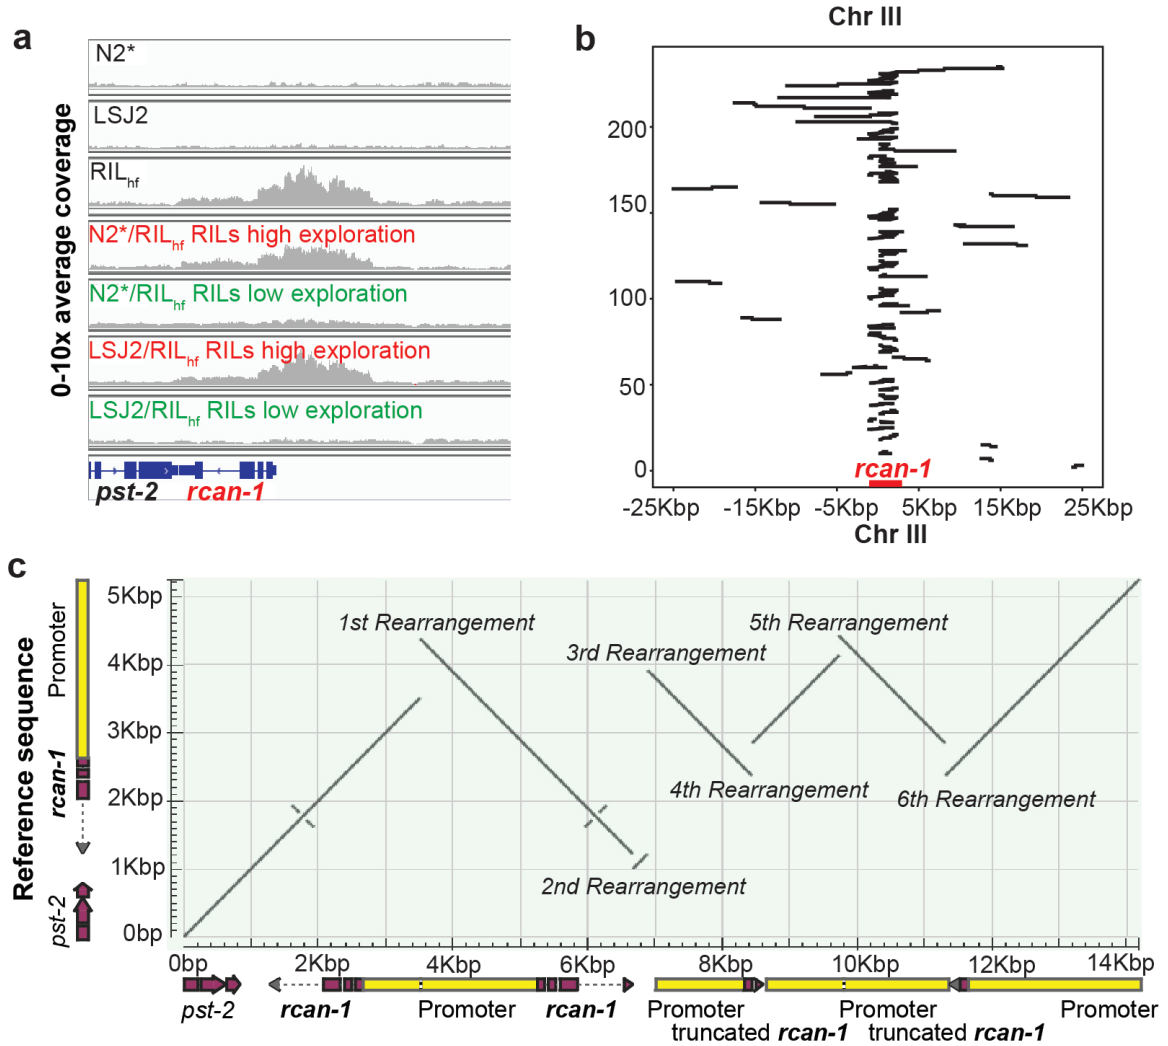 a
0-10x average coverage
N2*
LSJ2
RILhf
N2*/RILhf RILs high exploration
N2*/RILhf RILs low exploration
LSJ2/RILhf RILs high exploration
LSJ2/RILhf RILs low exploration
pst-2 rcan-1
b
Chr III
200
150
100
50
0
rcan-1
-25Kbp -15Kbp -5Kbp 5Kbp 15Kbp 25Kbp
Chr III
c
Reference sequence
Promoter
rcan-1
pst-2
5Kbp
4Kbp
3Kbp
2Kbp
1Kbp
0bp
1st Rearrangement
2nd Rearrangement
3rd Rearrangement
4th Rearrangement
5th Rearrangement
6th Rearrangement
0bp 2Kbp 4Kbp 6Kbp 8Kbp 10Kbp 12Kbp 14Kbp
pst-2 rcan-1 Promoter rcan-1 Promoter Promoter Promoter
truncated rcan-1 truncated rcan-1